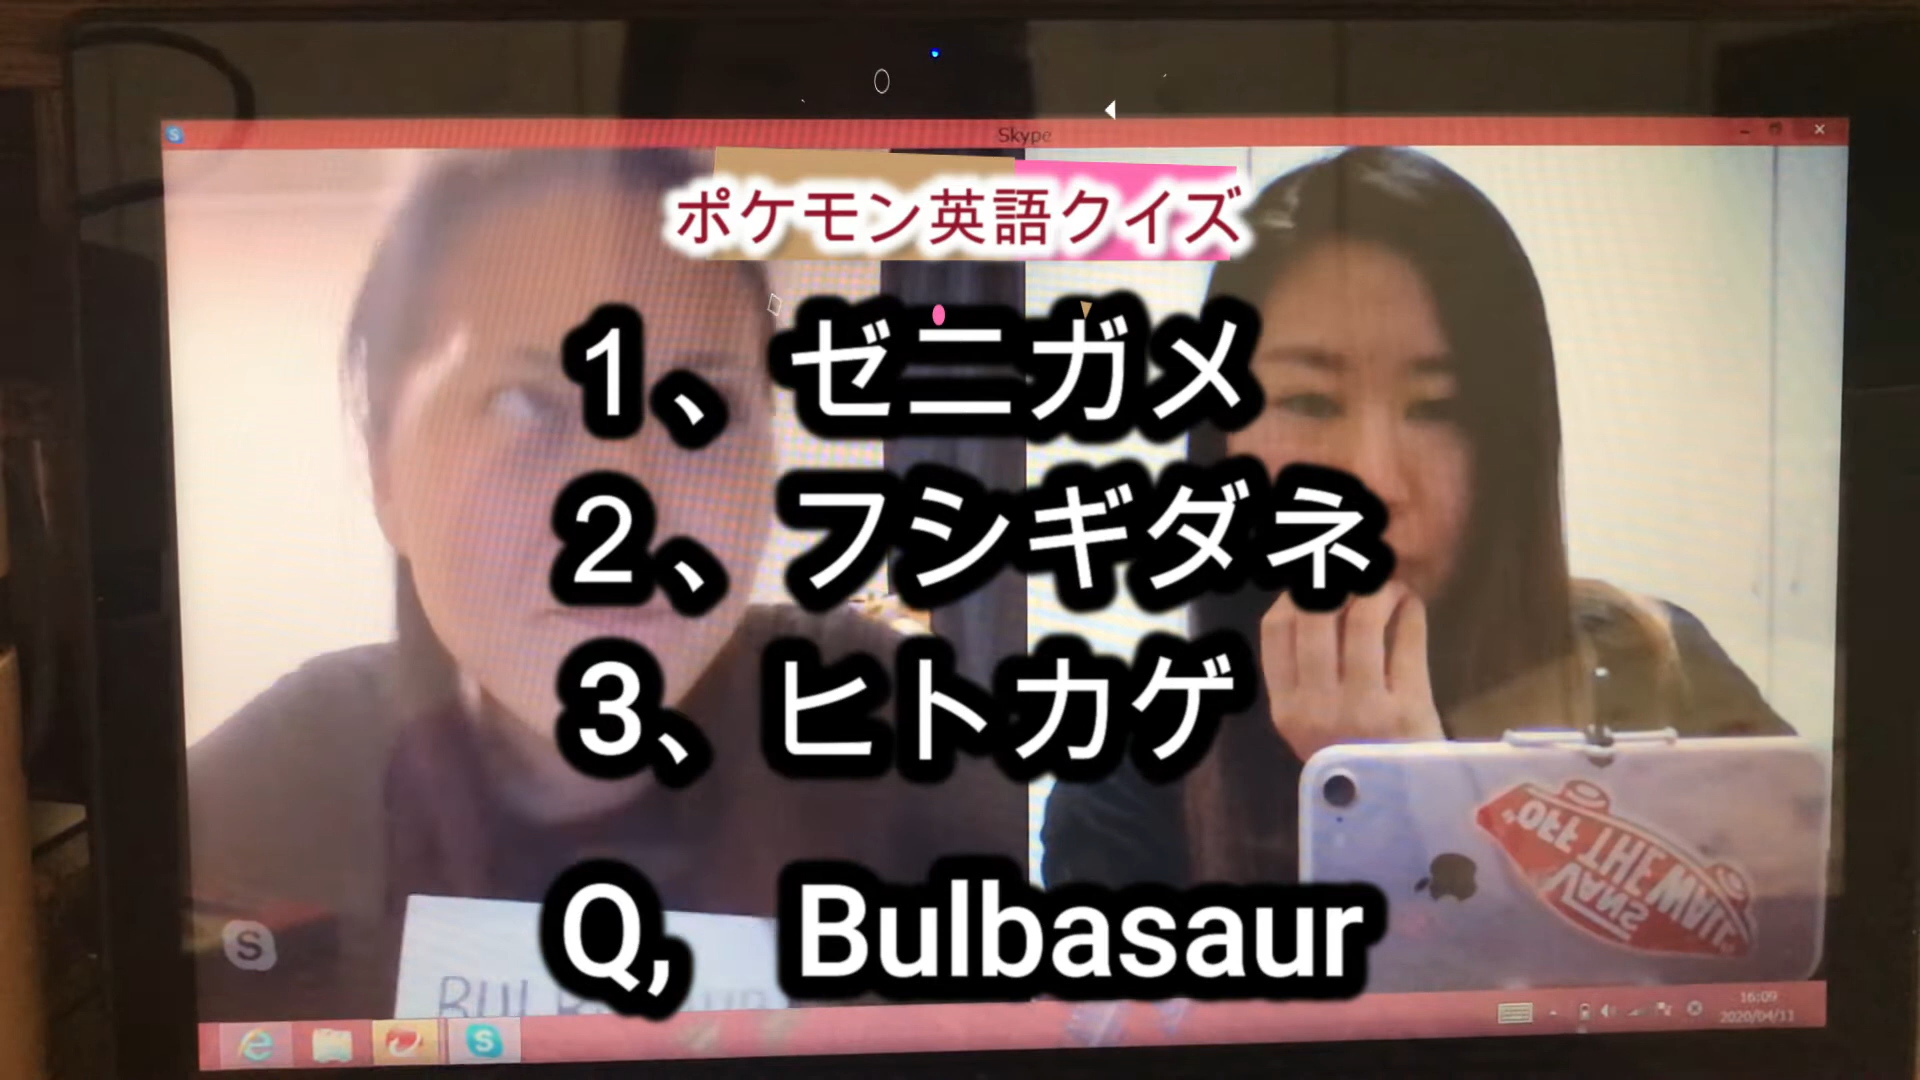 Skype
ポケモン英語クイズ
1、ゼニガメ
2、フシギダネ
3、ヒトカゲ
"OFF THE WALL"
VANS
Q, Bulbasaur
16:09
2020/04/11